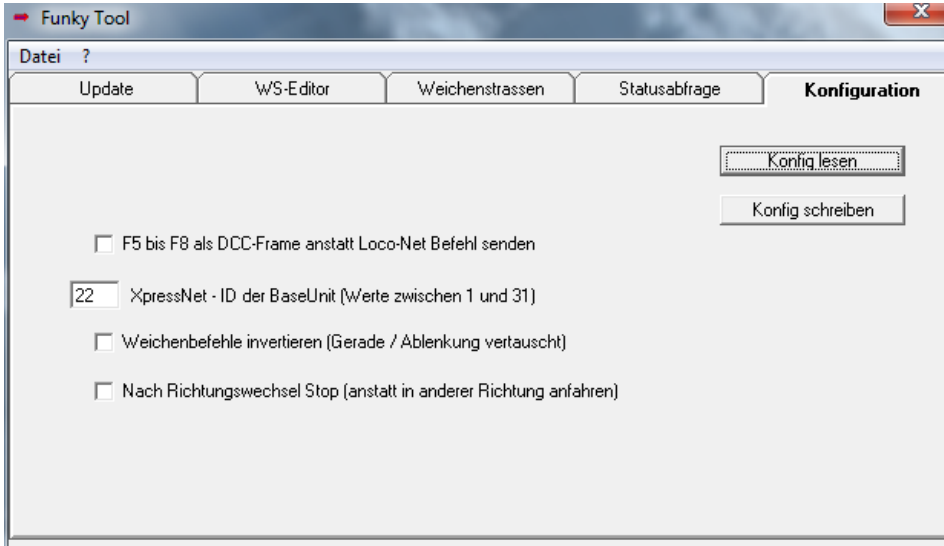 Funky Tool
Datei ?
Update WS-Editor Weichenstrassen Statusabfrage Konfiguration
Konfig lesen
Konfig schreiben
F5 bis F8 als DCC-Frame anstatt Loco-Net Befehl senden
22 XpressNet - ID der BaseUnit (Werte zwischen 1 und 31)
Weichenbefehle invertieren (Gerade / Ablenkung vertauscht)
Nach Richtungswechsel Stop (anstatt in anderer Richtung anfahren)